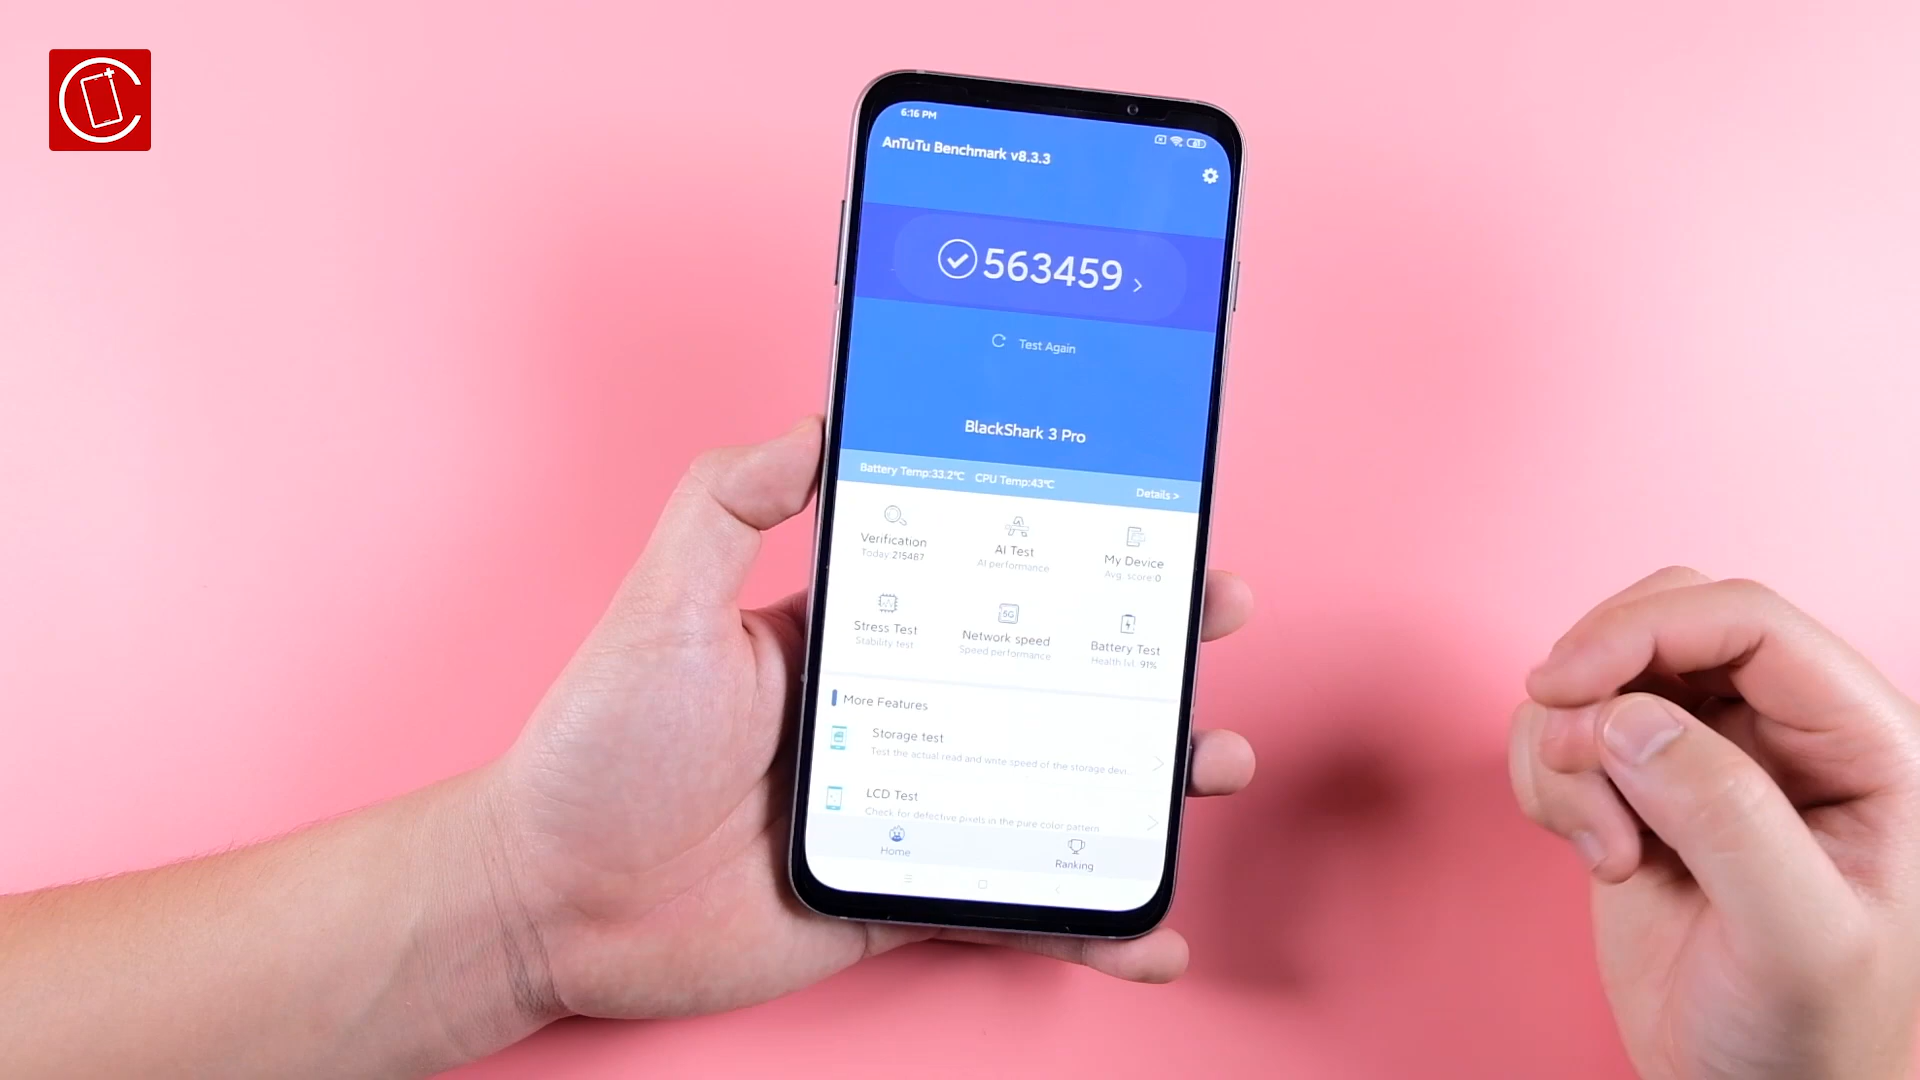 6:16 PM
AnTuTu Benchmark v8.3.3
563459
Test Again
BlackShark 3 Pro
Battery Temp:33.2℃ CPU Temp:43℃ Details >
Verification
Today:215487
AI Test
AI performance
My Device
Avg. score:0
Stress Test
Stability test
5G
Network speed
Speed performance
Battery Test
Health lvl. 91%
More Features
Storage test
Test the actual read and write speed of the storage devi...
LCD Test
Check for defective pixels in the pure color pattern
Home
Ranking